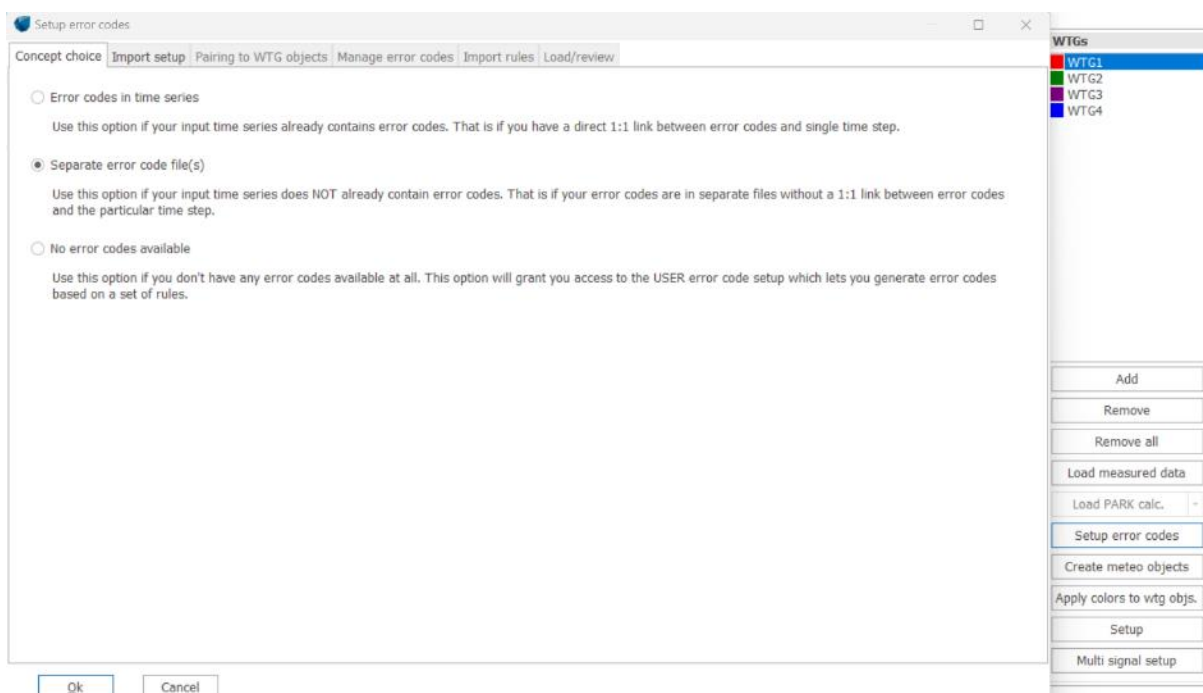 Setup error codes
Concept choice Import setup Pairing to WTG objects Manage error codes Import rules Load/review
Error codes in time series
Use this option if your input time series already contains error codes. That is if you have a direct 1:1 link between error codes and single time step.
Separate error code file(s)
Use this option if your input time series does NOT already contain error codes. That is if your error codes are in separate files without a 1:1 link between error codes
and the particular time step.
No error codes available
Use this option if you don't have any error codes available at all. This option will grant you access to the USER error code setup which lets you generate error codes
based on a set of rules.
Ok Cancel
WTGs
WTG1
WTG2
WTG3
WTG4
Add
Remove
Remove all
Load measured data
Load PARK calc.
Setup error codes
Create meteo objects
Apply colors to wtg objs.
Setup
Multi signal setup